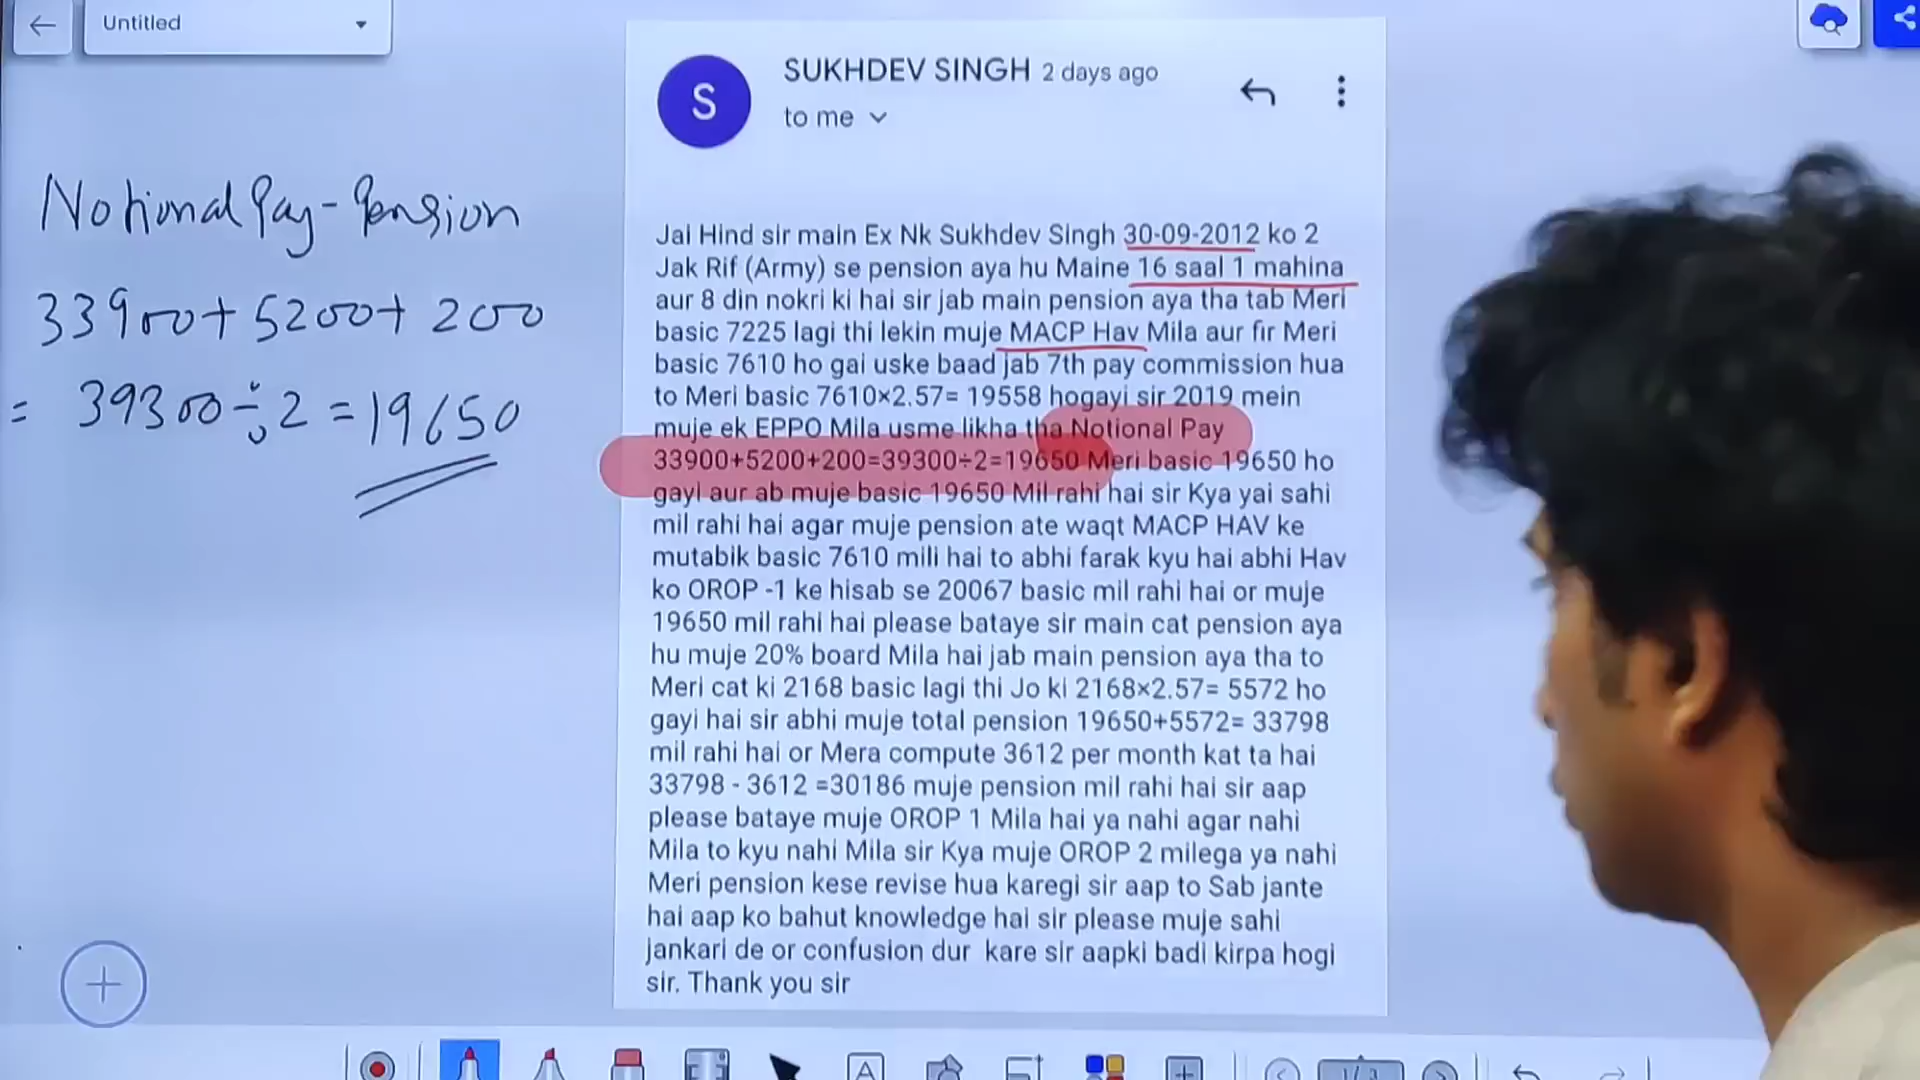 Untitled
Notional Pay-Pension
33900+5200+200
= 39300÷2=19650
S
SUKHDEV SINGH 2 days ago
to me
Jai Hind sir main Ex Nk Sukhdev Singh 30-09-2012 ko 2
Jak Rif (Army) se pension aya hu Maine 16 saal 1 mahina
aur 8 din nokri ki hai sir jab main pension aya tha tab Meri
basic 7225 lagi thi lekin muje MACP Hav Mila aur fir Meri
basic 7610 ho gai uske baad jab 7th pay commission hua
to Meri basic 7610×2.57= 19558 hogayi sir 2019 mein
muje ek EPPO Mila usme likha tha Notional Pay
33900+5200+200=39300÷2=19650 Meri basic 19650 ho
gayi aur ab muje basic 19650 Mil rahi hai sir Kya yai sahi
mil rahi hai agar muje pension ate waqt MACP HAV ke
mutabik basic 7610 mili hai to abhi farak kyu hai abhi Hav
ko OROP -1 ke hisab se 20067 basic mil rahi hai or muje
19650 mil rahi hai please bataye sir main cat pension aya
hu muje 20% board Mila hai jab main pension aya tha to
Meri cat ki 2168 basic lagi thi Jo ki 2168×2.57= 5572 ho
gayi hai sir abhi muje total pension 19650+5572= 33798
mil rahi hai or Mera compute 3612 per month kat ta hai
33798 - 3612 =30186 muje pension mil rahi hai sir aap
please bataye muje OROP 1 Mila hai ya nahi agar nahi
Mila to kyu nahi Mila sir Kya muje OROP 2 milega ya nahi
Meri pension kese revise hua karegi sir aap to Sab jante
hai aap ko bahut knowledge hai sir please muje sahi
jankari de or confusion dur kare sir aapki badi kirpa hogi
sir. Thank you sir